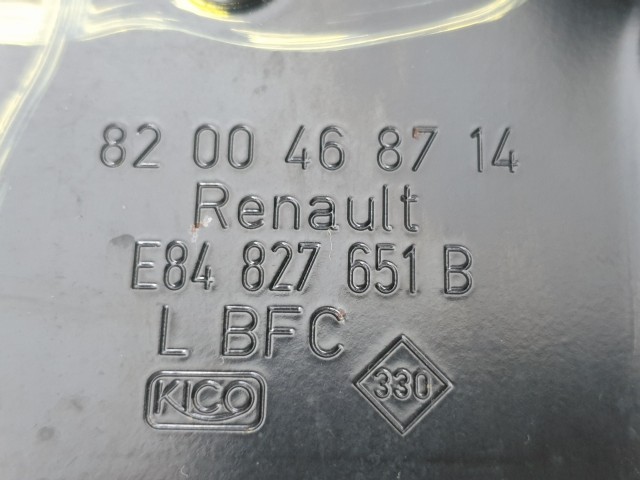 82 00 46 87 14
Renault
E84 827 651 B
L BFC
KICO 330